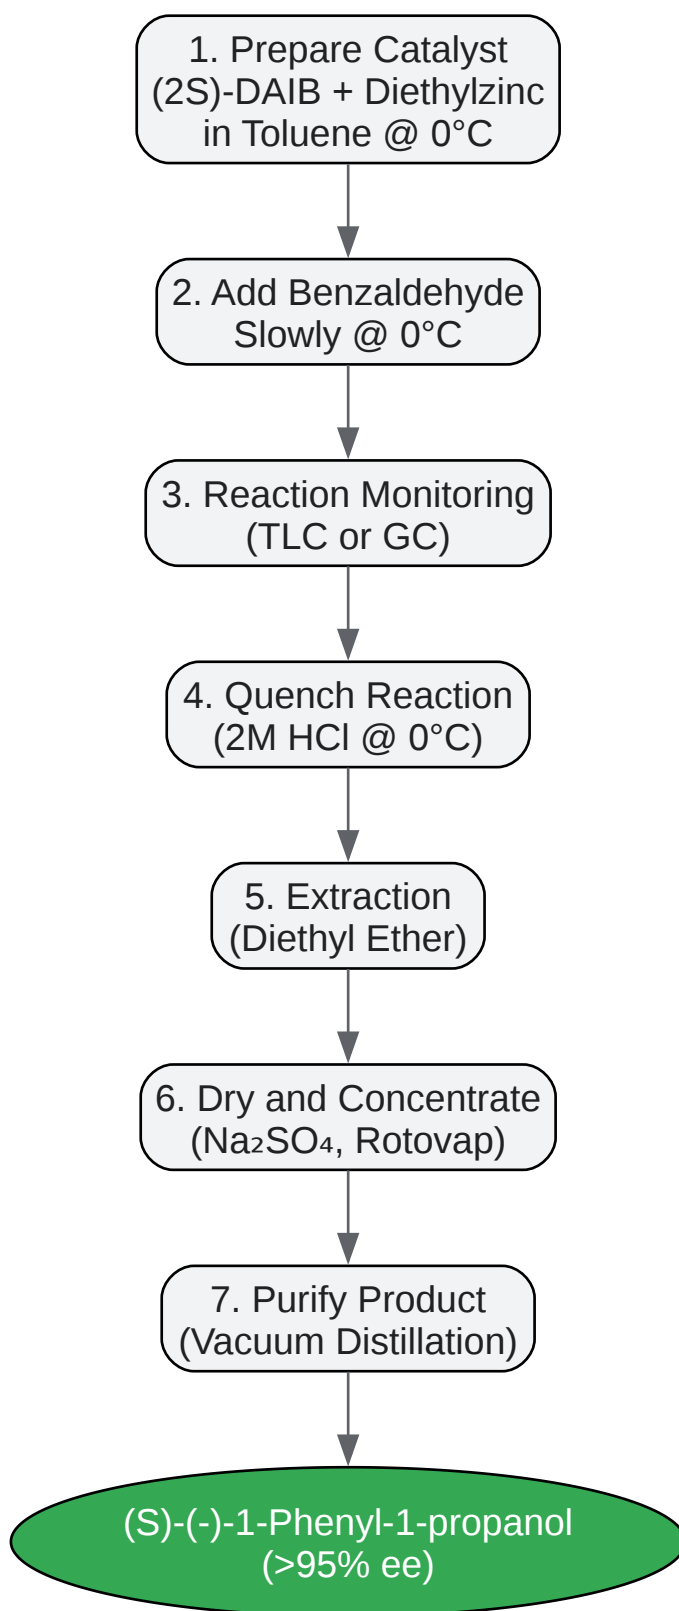 1. Prepare Catalyst
(2S)-DAIB + Diethylzinc
in Toluene @ 0°C
2. Add Benzaldehyde
Slowly @ 0°C
3. Reaction Monitoring
(TLC or GC)
4. Quench Reaction
(2M HCl @ 0°C)
5. Extraction
(Diethyl Ether)
6. Dry and Concentrate
(Na₂SO₄, Rotovap)
7. Purify Product
(Vacuum Distillation)
(S)-(-)-1-Phenyl-1-propanol
(>95% ee)